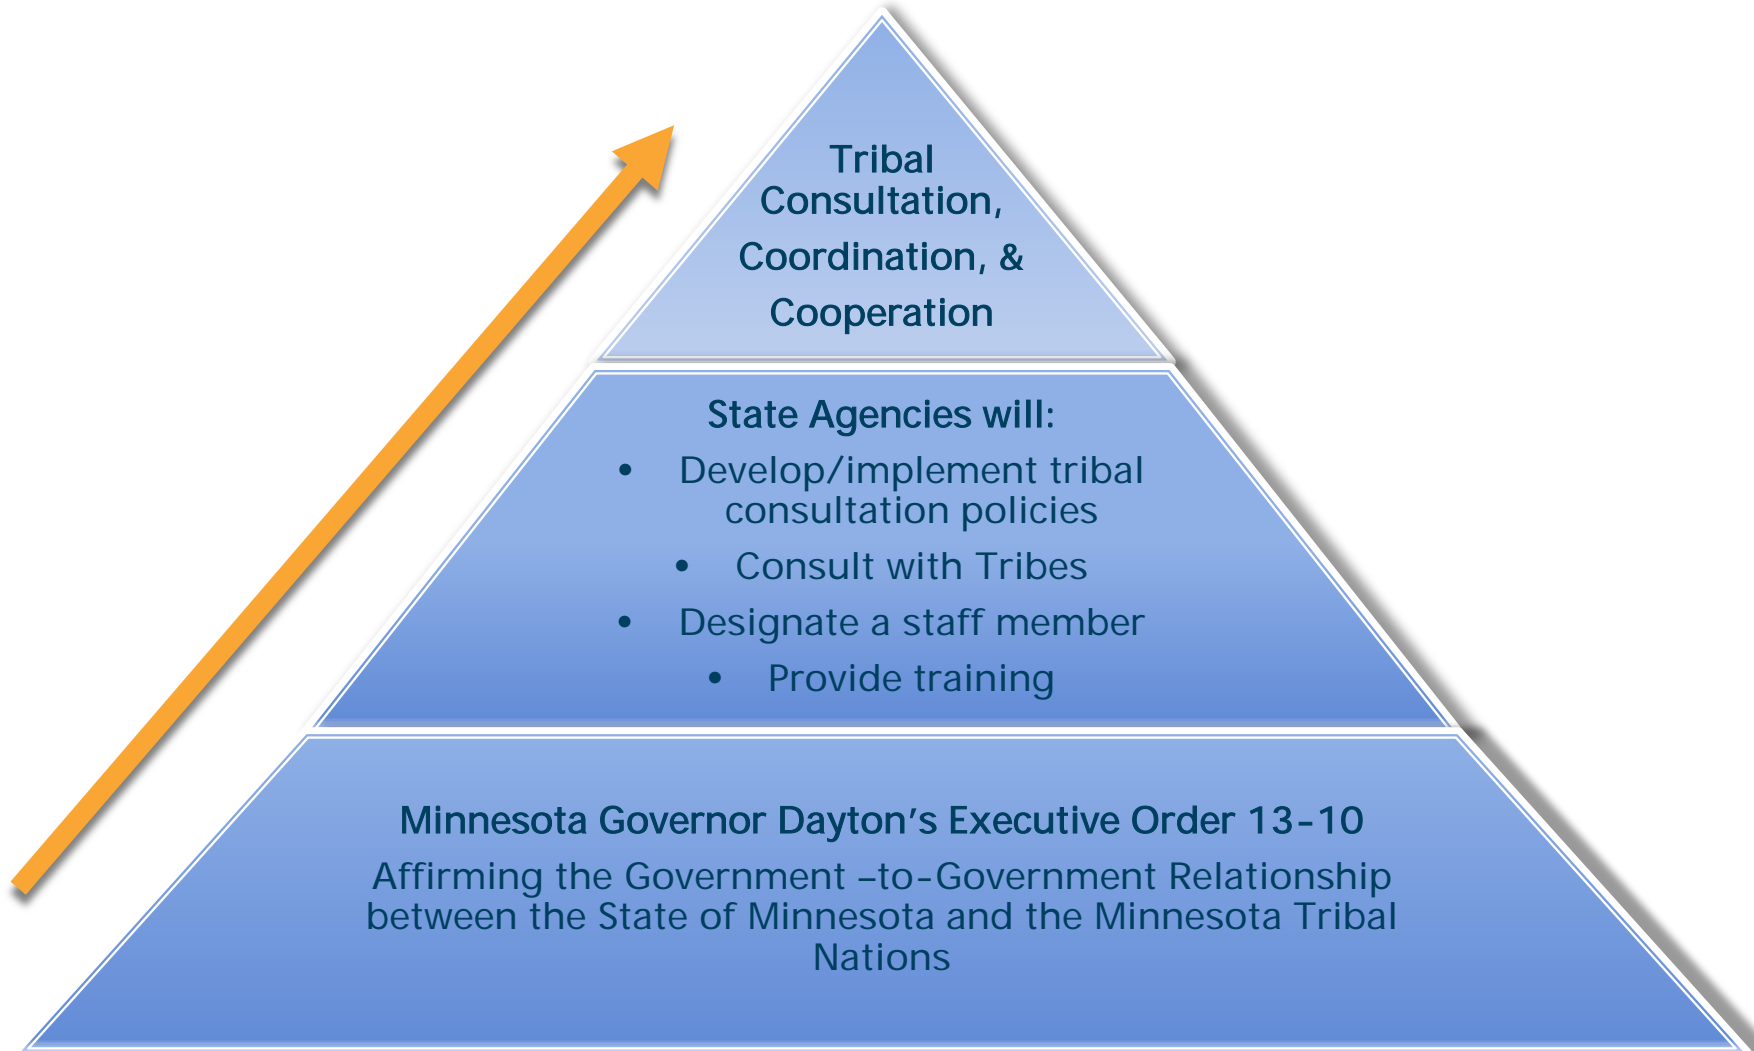 Tribal
Consultation,
Coordination, &
Cooperation
State Agencies will:
• Develop/implement tribal
consultation policies
• Consult with Tribes
• Designate a staff member
• Provide training
Minnesota Governor Dayton’s Executive Order 13-10
Affirming the Government –to-Government Relationship
between the State of Minnesota and the Minnesota Tribal
Nations